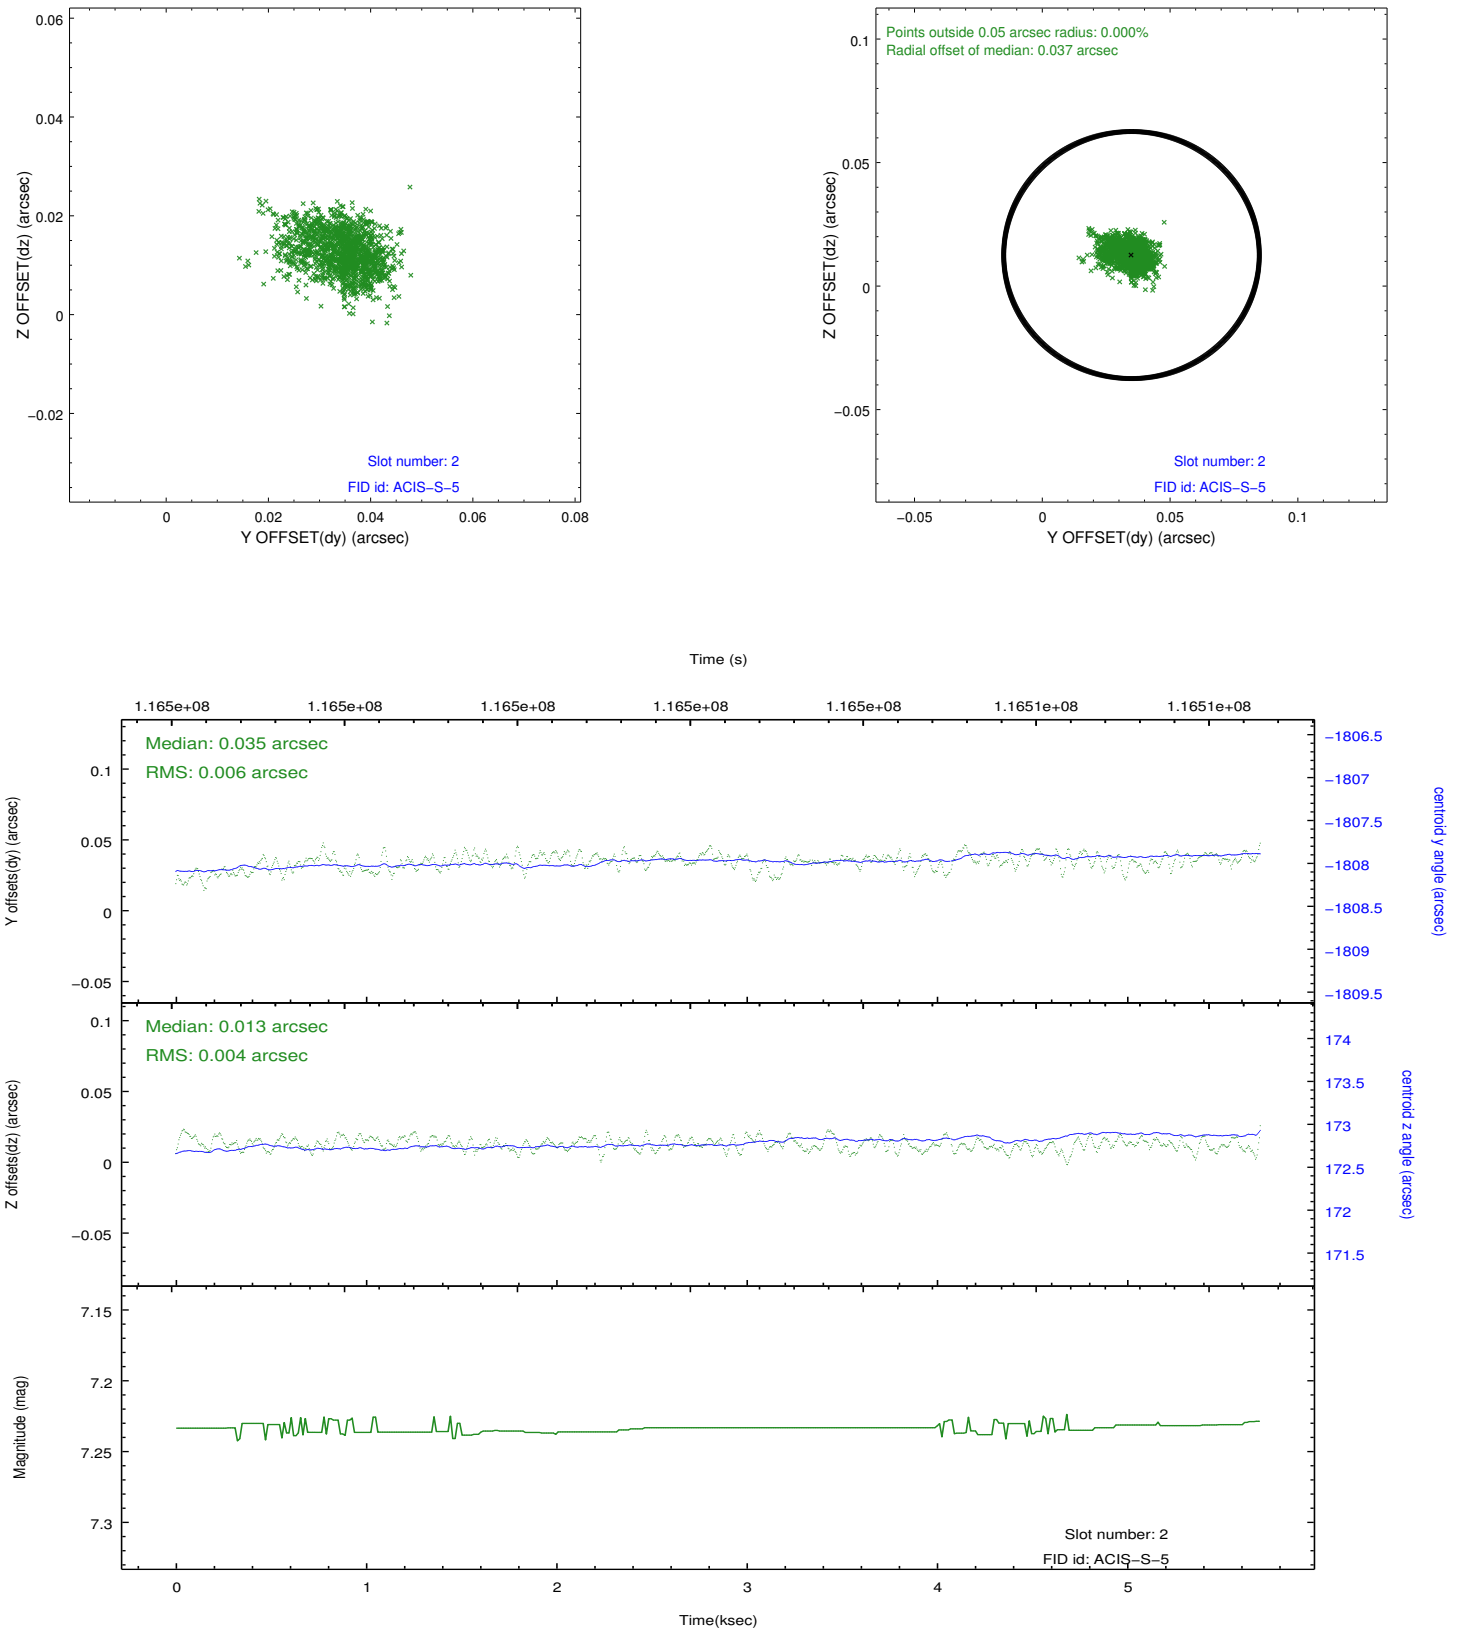 0.06
0.04
0.02
0
−0.02
Z OFFSET(dz) (arcsec)
Slot number: 2
FID id: ACIS−S−5
0 0.02 0.04 0.06 0.08
Y OFFSET(dy) (arcsec)
Points outside 0.05 arcsec radius: 0.000%
Radial offset of median: 0.037 arcsec
0.1
0.05
0
−0.05
Z OFFSET(dz) (arcsec)
Slot number: 2
FID id: ACIS−S−5
−0.05 0 0.05 0.1
Y OFFSET(dy) (arcsec)
Time (s)
1.165e+08 1.165e+08 1.165e+08 1.165e+08 1.165e+08 1.1651e+08 1.1651e+08
Median: 0.035 arcsec
RMS: 0.006 arcsec
0.1
0.05
0
−0.05
Y offsets(dy) (arcsec)
−1806.5
−1807
−1807.5
−1808
−1808.5
−1809
−1809.5
centroid y angle (arcsec)
Median: 0.013 arcsec
RMS: 0.004 arcsec
0.1
0.05
0
−0.05
Z offsets(dz) (arcsec)
174
173.5
173
172.5
172
171.5
centroid z angle (arcsec)
7.15
7.2
7.25
7.3
Magnitude (mag)
Slot number: 2
FID id: ACIS−S−5
0 1 2 3 4 5
Time(ksec)